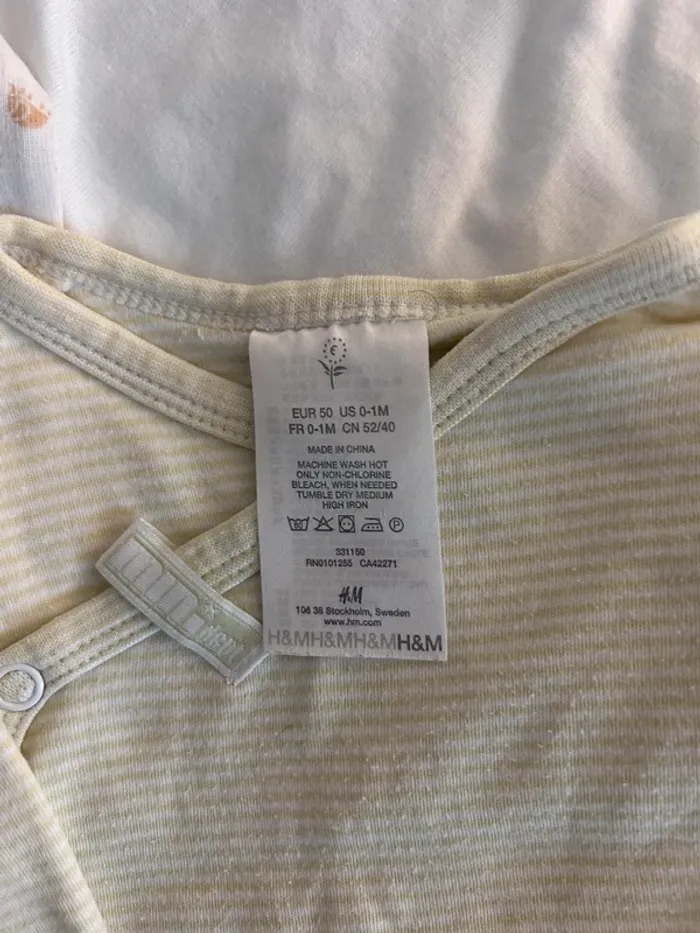 EUR 50 US 0-1M
FR 0-1M CN 52/40
MADE IN CHINA
MACHINE WASH HOT
ONLY NON-CHLORINE
BLEACH, WHEN NEEDED
TUMBLE DRY MEDIUM
HIGH IRON
331150
RN0101255 CA42271
H&M
106 38 Stockholm, Sweden
www.hm.com
H&MH&MH&MH&M